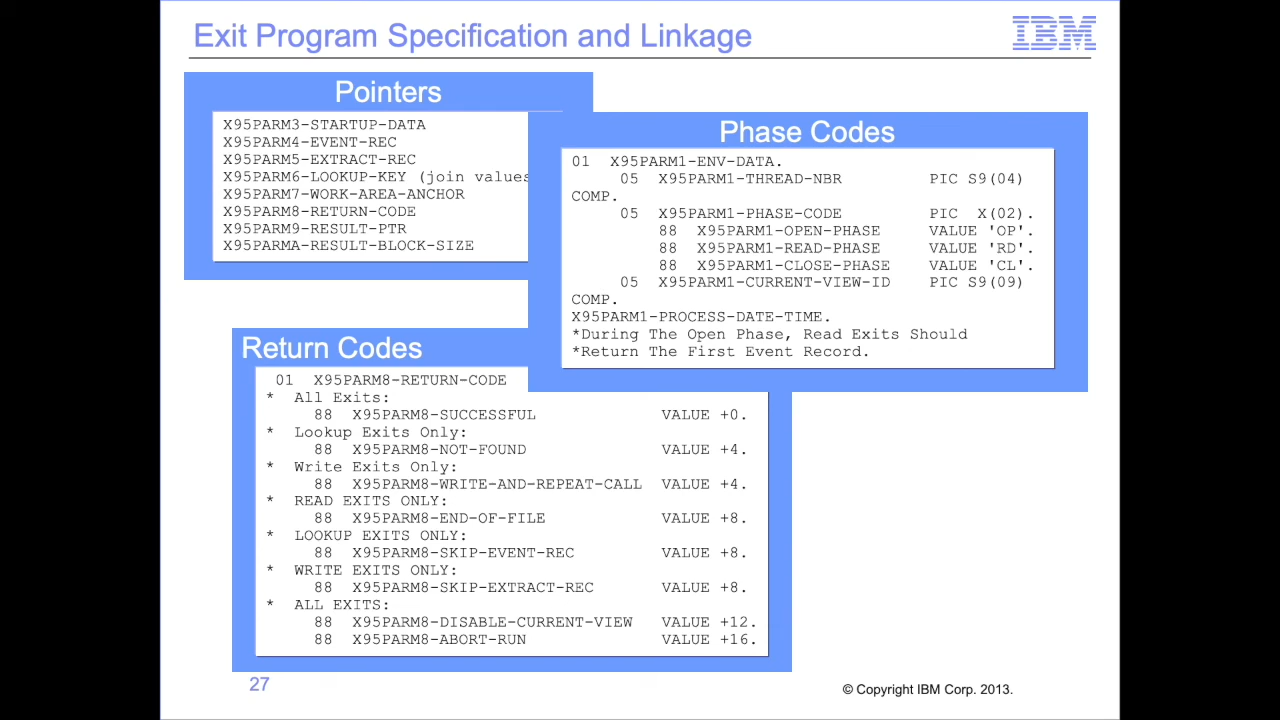 Exit Program Specification and Linkage
IBM
Pointers
X95PARM3-STARTUP-DATA
X95PARM4-EVENT-REC
X95PARM5-EXTRACT-REC
X95PARM6-LOOKUP-KEY (join values
X95PARM7-WORK-AREA-ANCHOR
X95PARM8-RETURN-CODE
X95PARM9-RESULT-PTR
X95PARMA-RESULT-BLOCK-SIZE
Phase Codes
01 X95PARM1-ENV-DATA.
05 X95PARM1-THREAD-NBR PIC S9(04)
COMP.
05 X95PARM1-PHASE-CODE PIC X(02).
88 X95PARM1-OPEN-PHASE VALUE 'OP'.
88 X95PARM1-READ-PHASE VALUE 'RD'.
88 X95PARM1-CLOSE-PHASE VALUE 'CL'.
05 X95PARM1-CURRENT-VIEW-ID PIC S9(09)
COMP.
X95PARM1-PROCESS-DATE-TIME.
*During The Open Phase, Read Exits Should
*Return The First Event Record.
Return Codes
01 X95PARM8-RETURN-CODE
* All Exits:
88 X95PARM8-SUCCESSFUL VALUE +0.
* Lookup Exits Only:
88 X95PARM8-NOT-FOUND VALUE +4.
* Write Exits Only:
88 X95PARM8-WRITE-AND-REPEAT-CALL VALUE +4.
* READ EXITS ONLY:
88 X95PARM8-END-OF-FILE VALUE +8.
* LOOKUP EXITS ONLY:
88 X95PARM8-SKIP-EVENT-REC VALUE +8.
* WRITE EXITS ONLY:
88 X95PARM8-SKIP-EXTRACT-REC VALUE +8.
* ALL EXITS:
88 X95PARM8-DISABLE-CURRENT-VIEW VALUE +12.
88 X95PARM8-ABORT-RUN VALUE +16.
27
© Copyright IBM Corp. 2013.